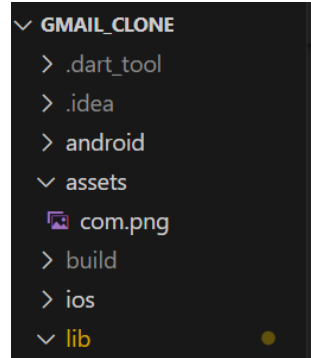 GMAIL_CLONE
.dart_tool
.idea
android
assets
com.png
build
ios
lib